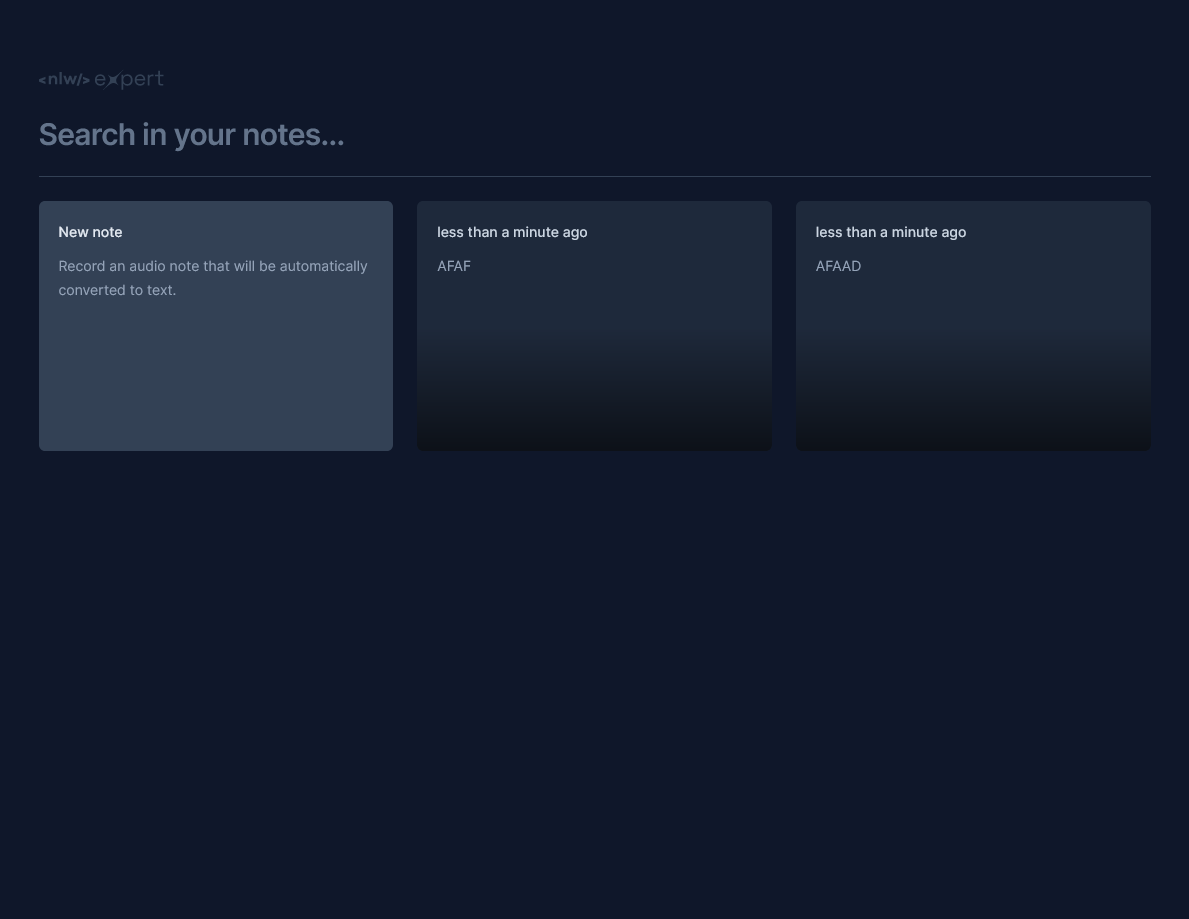 <nlw/> expert
Search in your notes...
New note
Record an audio note that will be automatically
converted to text.
less than a minute ago
AFAF
less than a minute ago
AFAAD